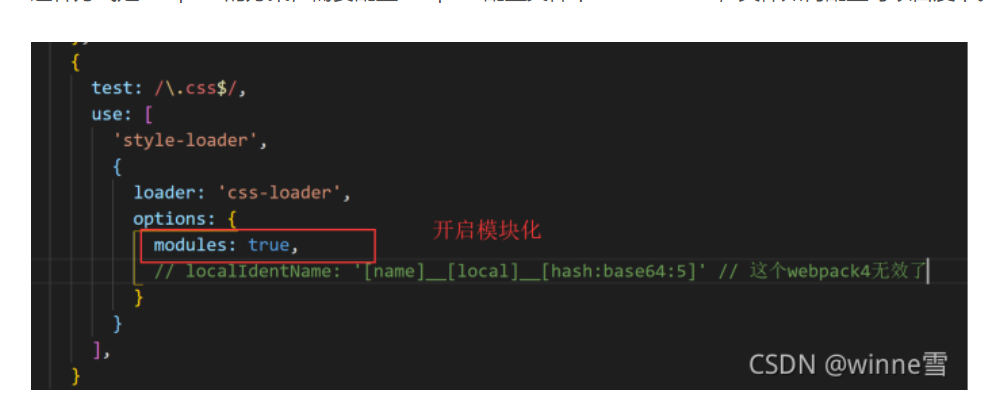 },
{
test: /\.css$/,
use: [
'style-loader',
{
loader: 'css-loader',
options: {
modules: true,
开启模块化
// localIdentName: '[name]__[local]__[hash:base64:5]' // 这个webpack4无效了
}
}
],
}
CSDN @winne雪